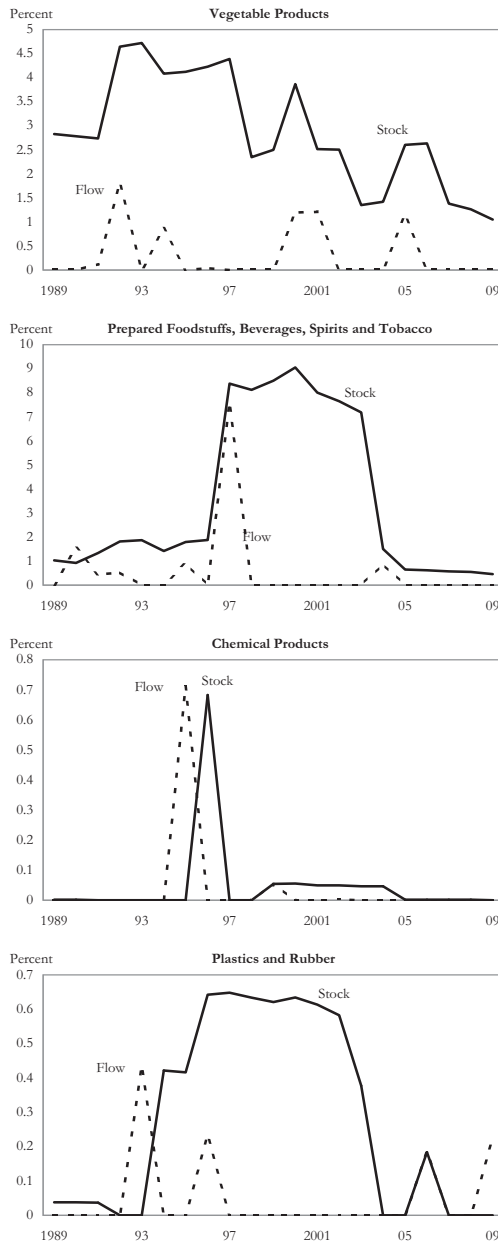 Percent Vegetable Products
5
4.5
4
3.5
3
2.5
2
1.5
1
0.5
0
Stock
Flow
1989 93 97 2001 05 09
Percent Prepared Foodstuffs, Beverages, Spirits and Tobacco
10
9
8
7
6
5
4
3
2
1
0
Stock
Flow
1989 93 97 2001 05 09
Percent Chemical Products
0.8
0.7
0.6
0.5
0.4
0.3
0.2
0.1
0
Flow Stock
1989 93 97 2001 05 09
Percent Plastics and Rubber
0.7
0.6
0.5
0.4
0.3
0.2
0.1
0
Stock
Flow
1989 93 97 2001 05 09